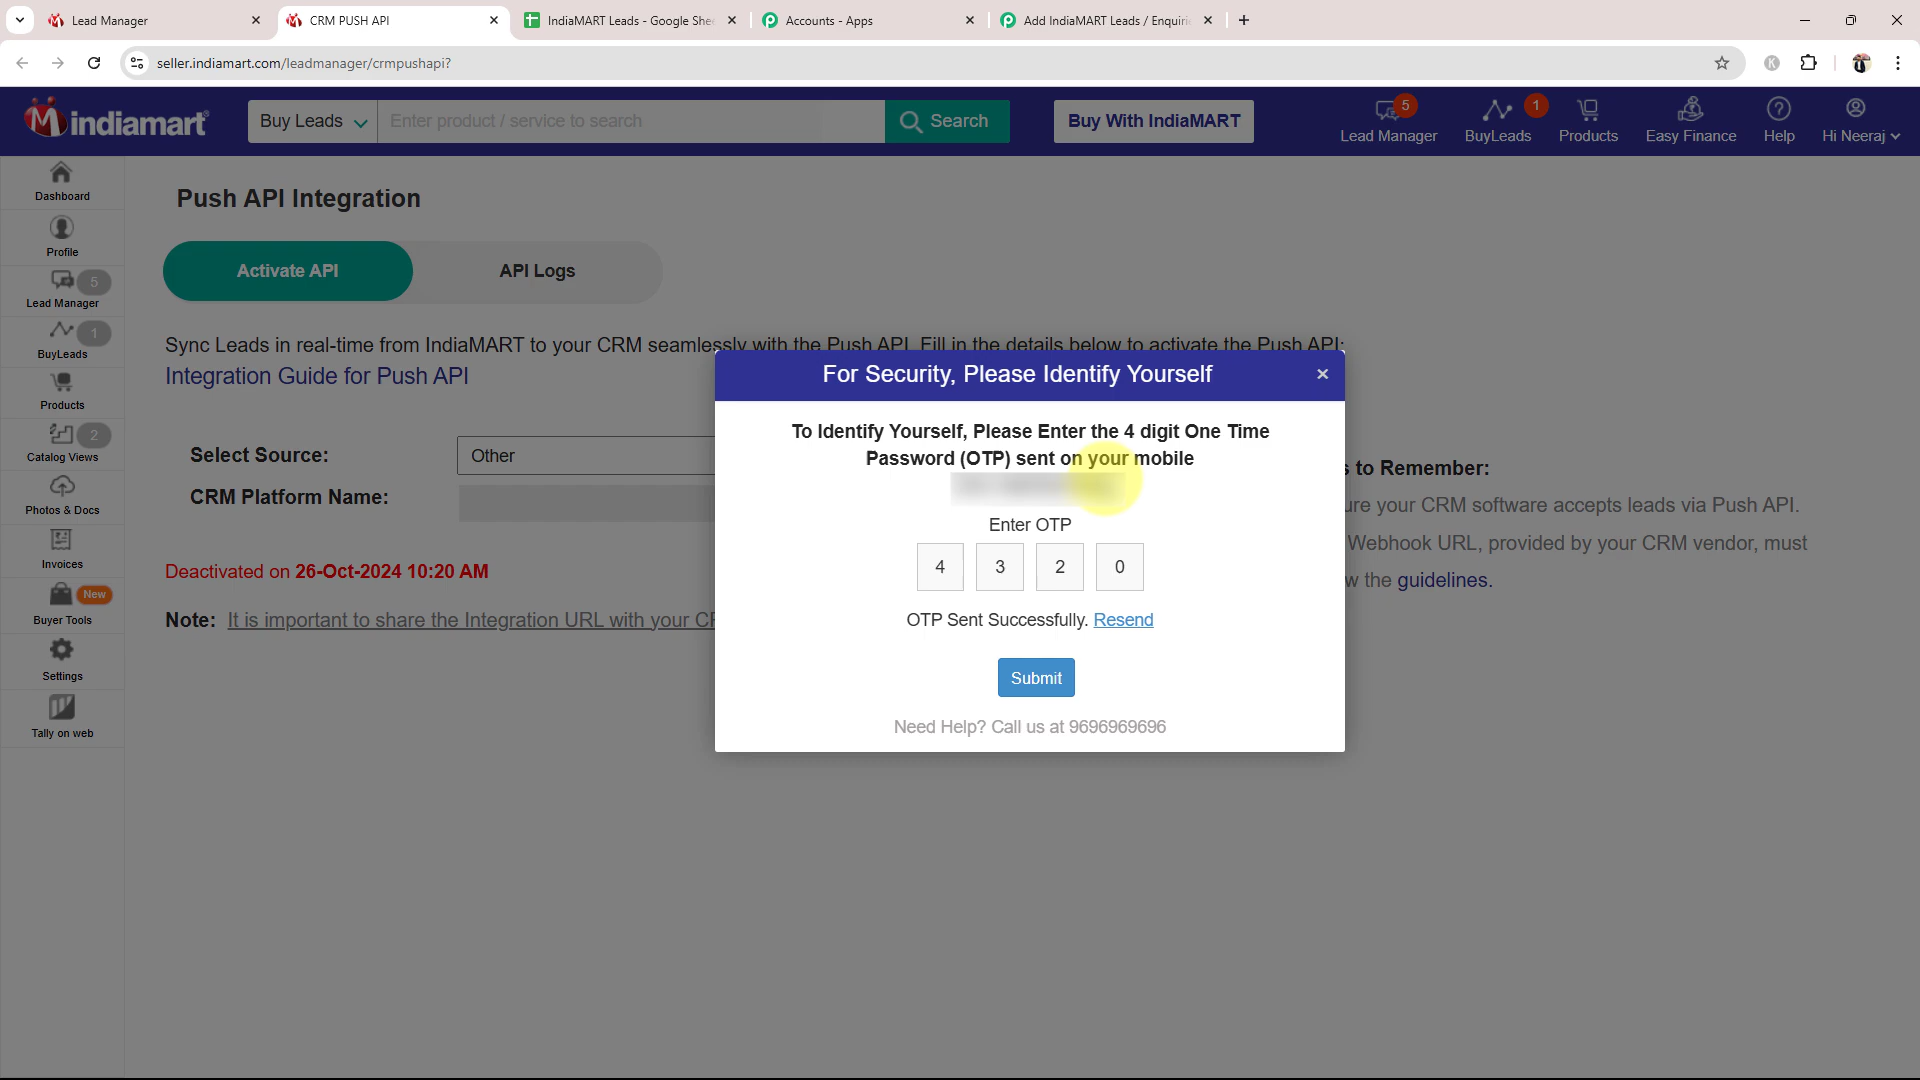 Lead Manager
CRM PUSH API
IndiaMART Leads - Google She
Accounts - Apps
Add IndiaMART Leads / Enquiri
seller.indiamart.com/leadmanager/crmpushapi?
K
indiamart
Buy Leads
Enter product / service to search
Search
Buy With IndiaMART
5
Lead Manager
1
BuyLeads
Products
Easy Finance
Help
Hi Neeraj
Dashboard
Profile
5
Lead Manager
1
BuyLeads
Products
2
Catalog Views
Photos & Docs
Invoices
New
Buyer Tools
Settings
Tally on web
Push API Integration
Activate API
API Logs
Sync Leads in real-time from IndiaMART to your CRM seamlessly with the Push API. Fill in the details below to activate the Push API:
Integration Guide for Push API
Select Source:
Other
CRM Platform Name:
Deactivated on 26-Oct-2024 10:20 AM
Note: It is important to share the Integration URL with your CR
s to Remember:
ure your CRM software accepts leads via Push API.
Webhook URL, provided by your CRM vendor, must
w the guidelines.
For Security, Please Identify Yourself
×
To Identify Yourself, Please Enter the 4 digit One Time
Password (OTP) sent on your mobile
Enter OTP
4 3 2 0
OTP Sent Successfully. Resend
Submit
Need Help? Call us at 9696969696